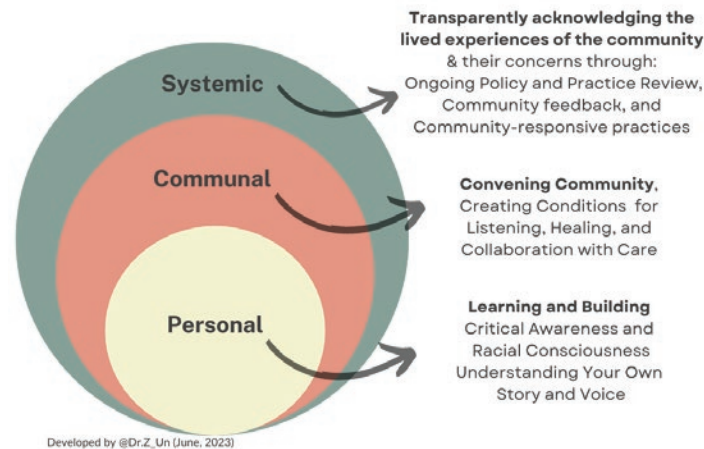 Systemic
Transparently acknowledging the
lived experiences of the community
& their concerns through:
Ongoing Policy and Practice Review,
Community feedback, and
Community-responsive practices
Communal
Convening Community,
Creating Conditions for
Listening, Healing, and
Collaboration with Care
Personal
Learning and Building
Critical Awareness and
Racial Consciousness
Understanding Your Own
Story and Voice
Developed by @Dr.Z_Un (June, 2023)